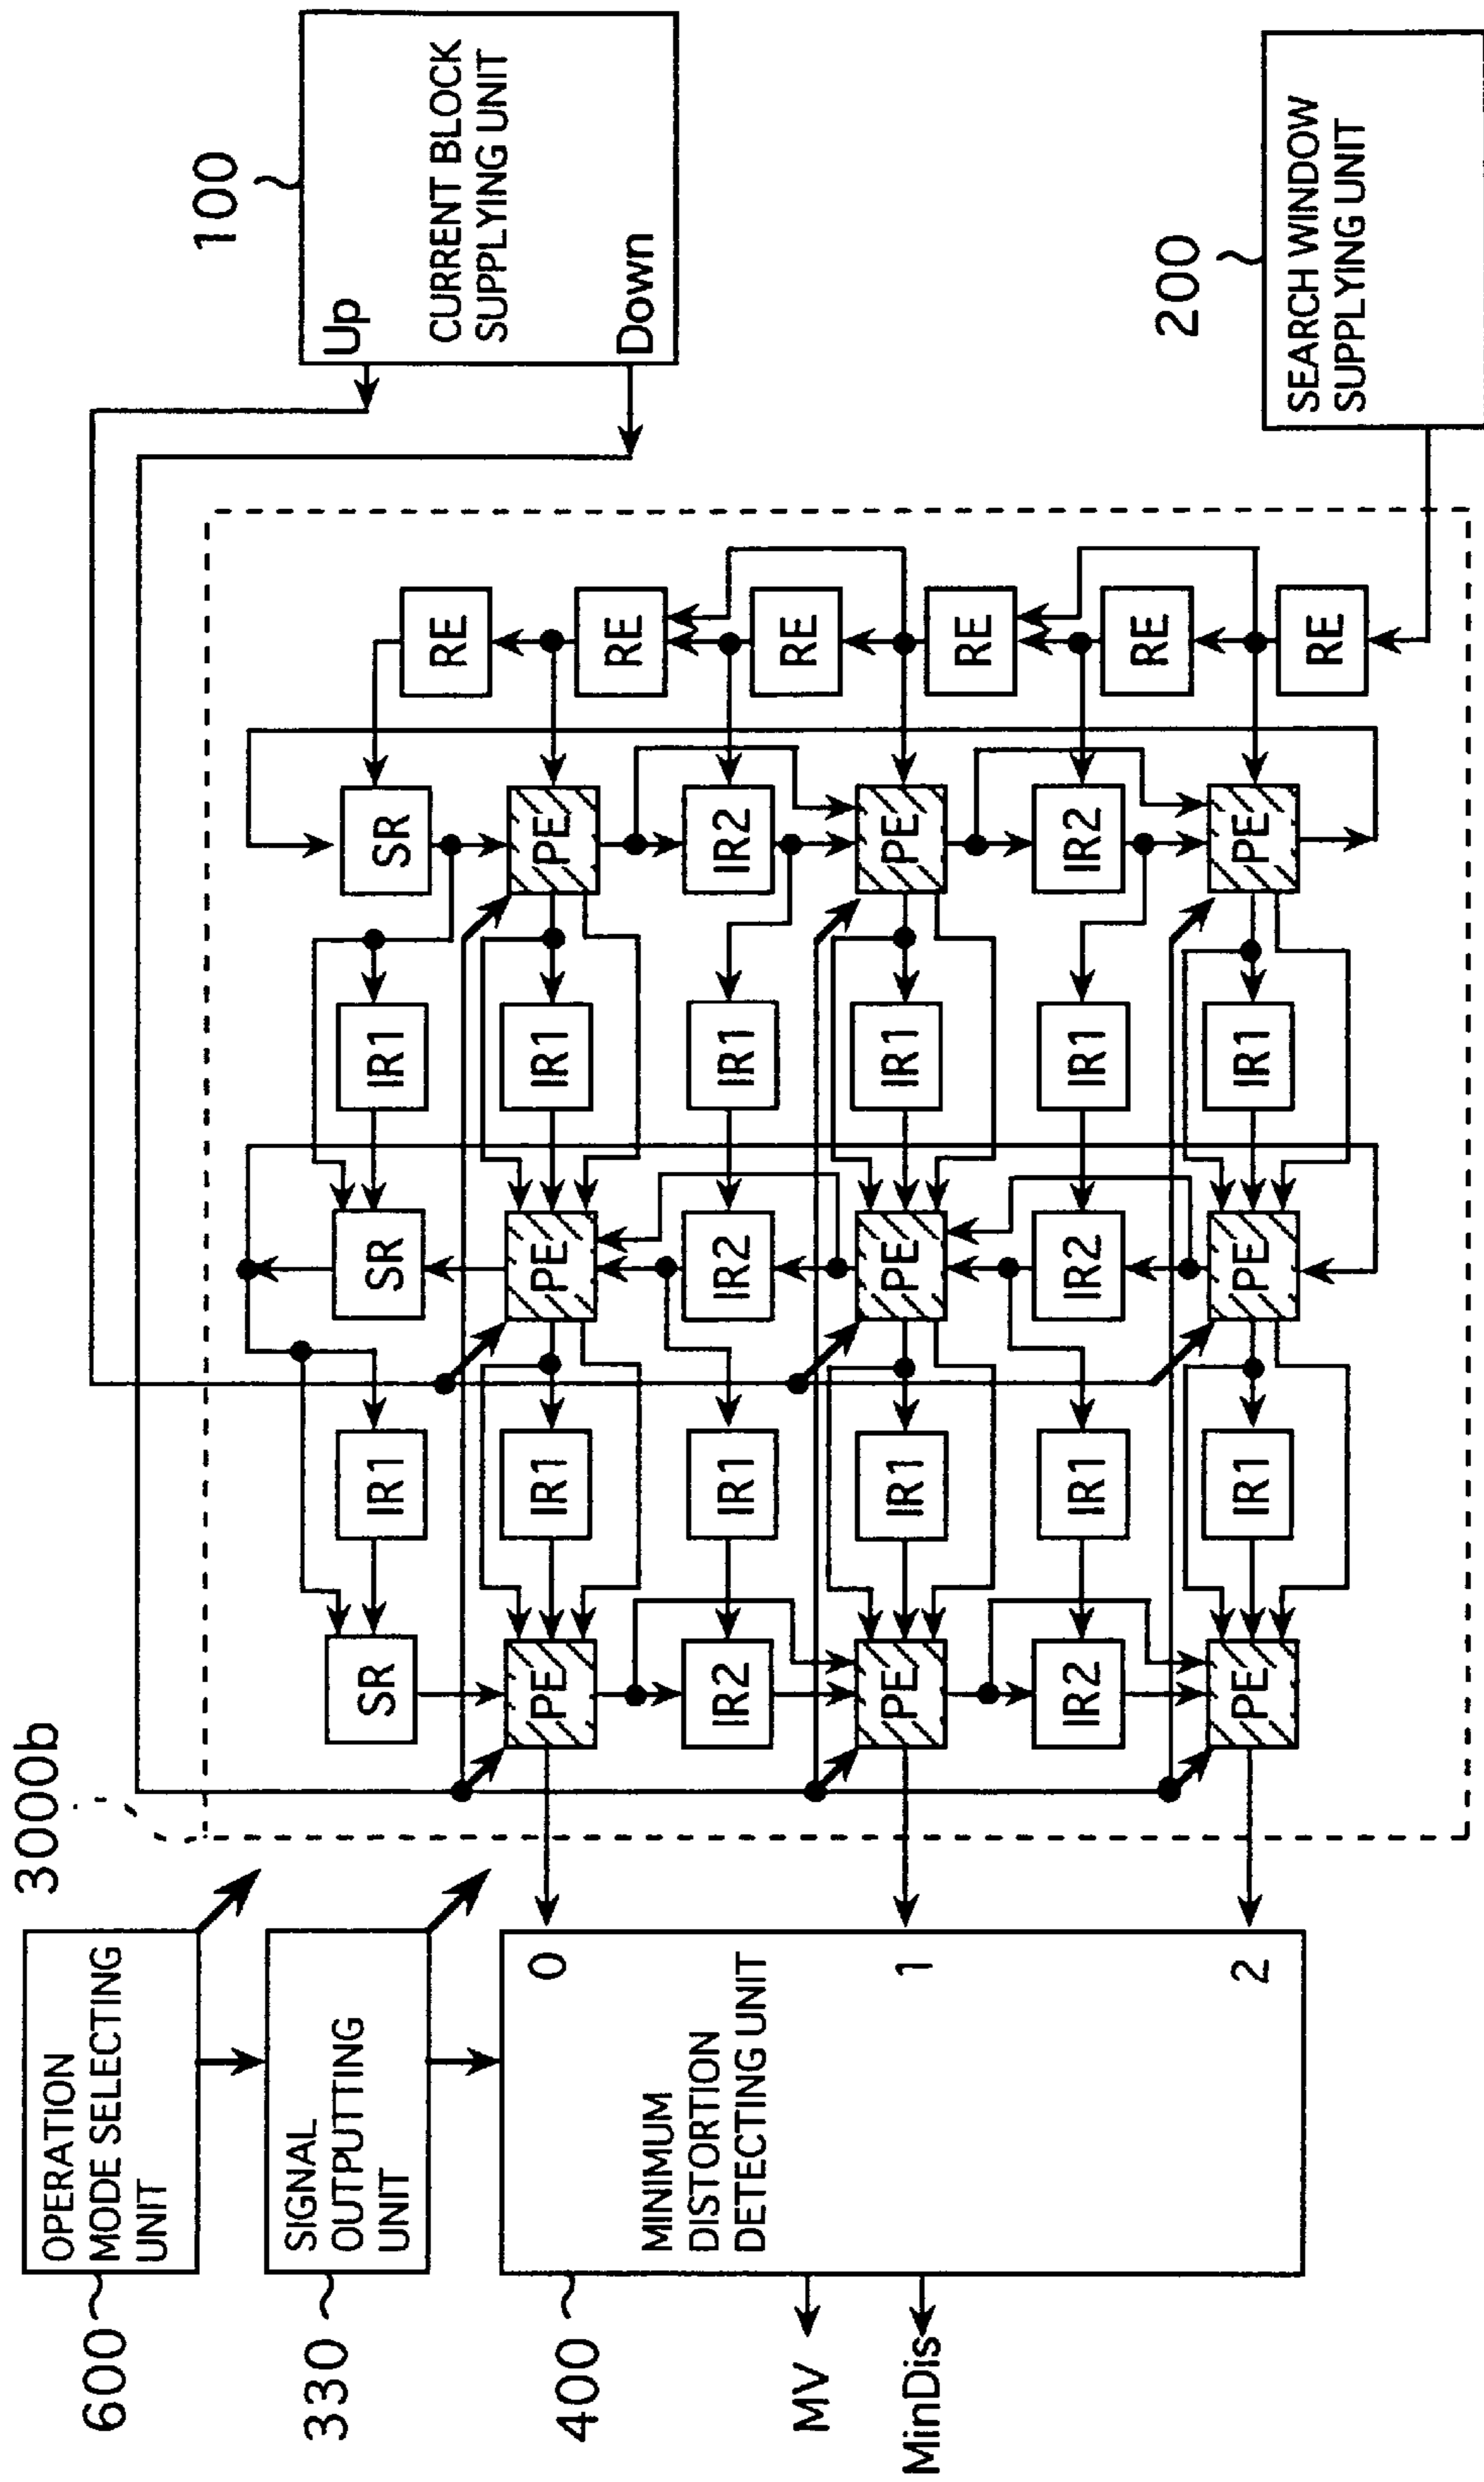 3000b
600
OPERATION
MODE SELECTING
UNIT
330
SIGNAL
OUTPUTTING
UNIT
100
Up
CURRENT BLOCK
SUPPLYING UNIT
Down
SR IR1 SR IR1 SR RE
400
MINIMUM
DISTORTION
DETECTING UNIT
MV
MinDis
0 PE IR1 PE IR1 PE RE
IR2 IR1 IR2 IR1 IR2 RE
1 PE IR1 PE IR1 PE RE
IR2 IR1 IR2 IR1 IR2 RE
2 PE IR1 PE IR1 PE RE
200
SEARCH WINDOW
SUPPLYING UNIT